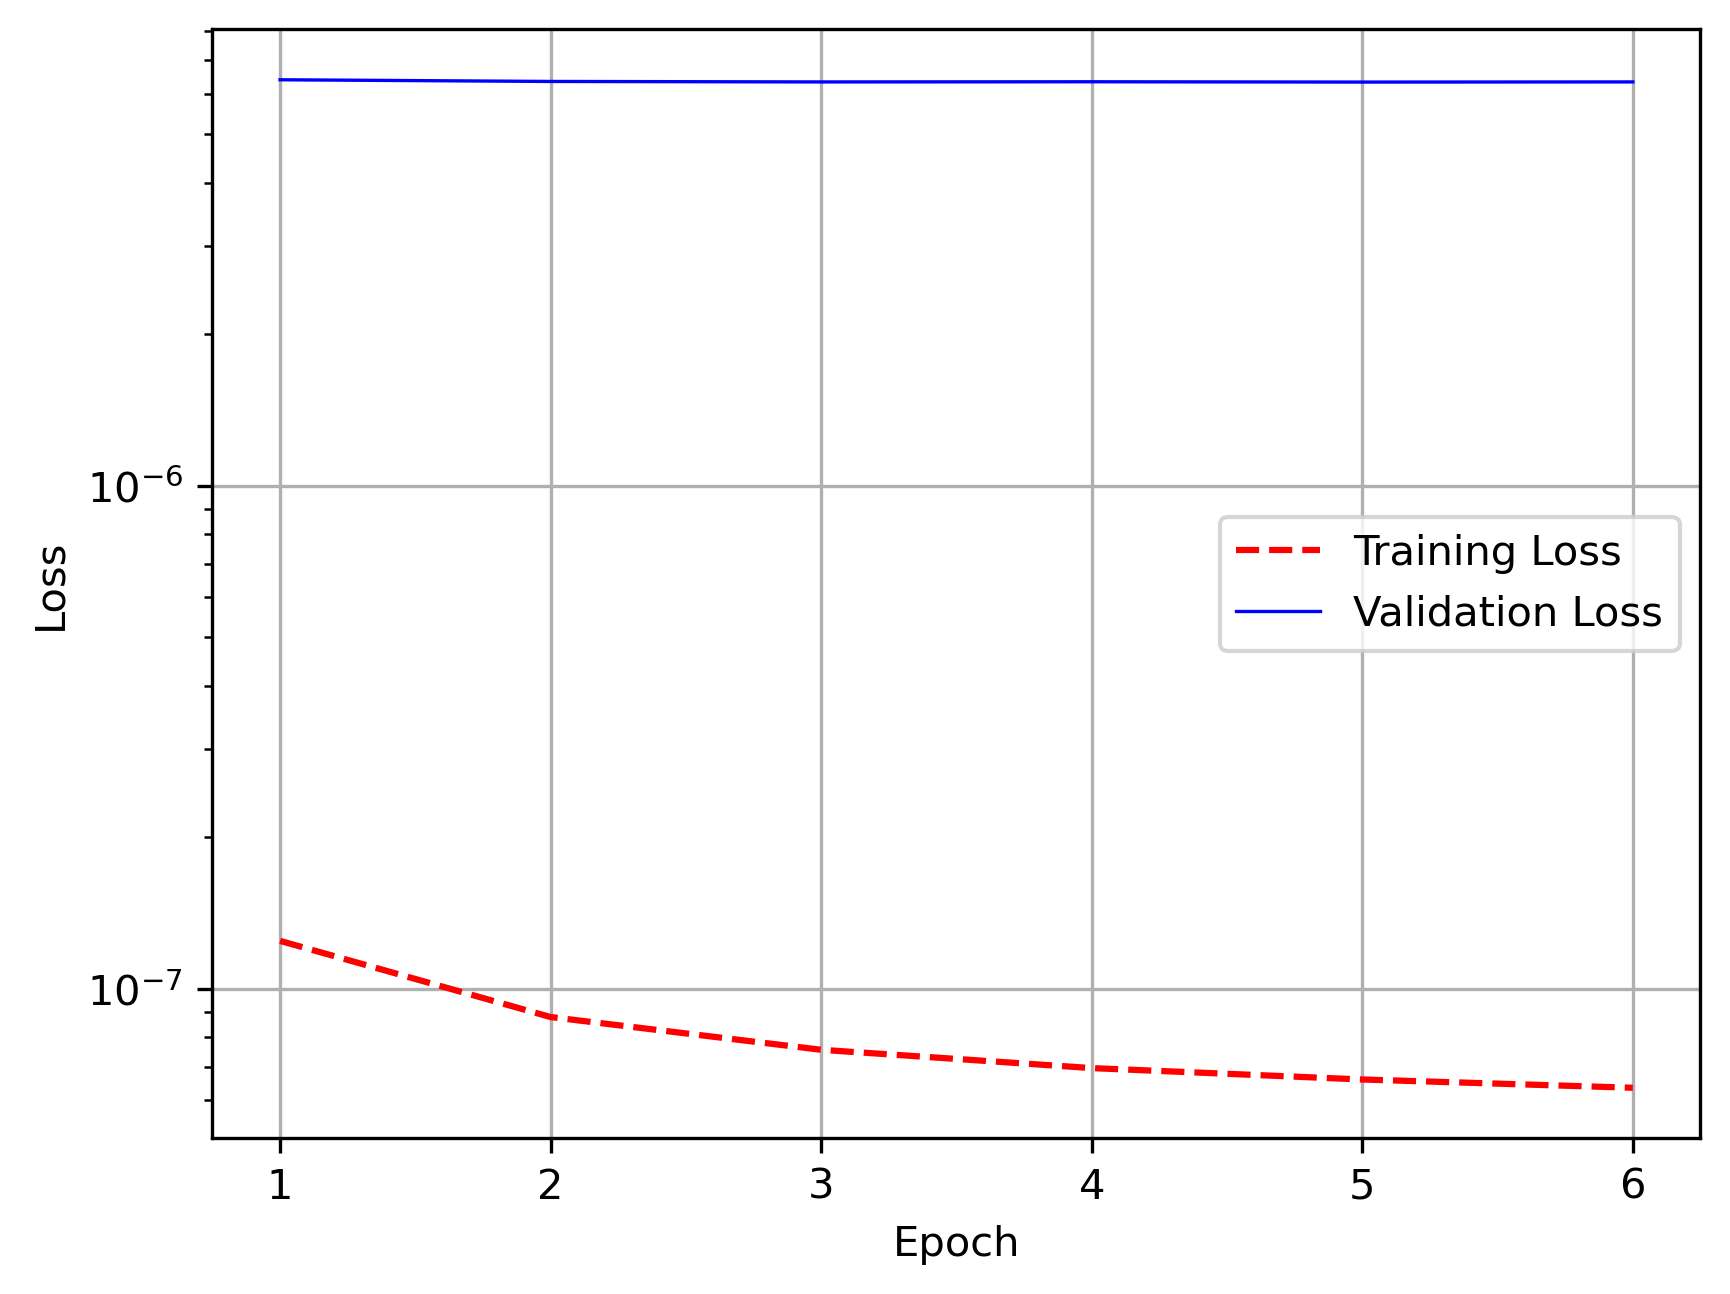 10⁻⁶
10⁻⁷
Loss
Training Loss
Validation Loss
1 2 3 4 5 6
Epoch